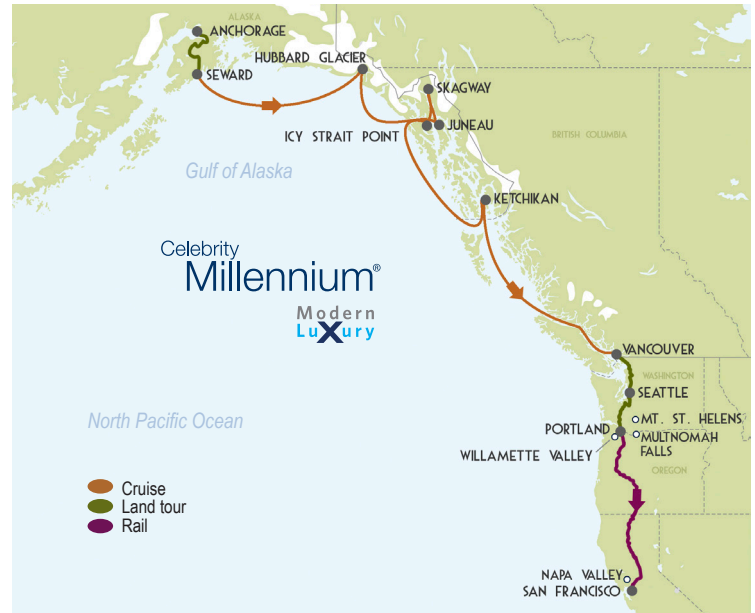 ALASKA
ANCHORAGE
HUBBARD GLACIER
SEWARD
SKAGWAY
ICY STRAIT POINT
JUNEAU
BRITISH COLUMBIA
Gulf of Alaska
KETCHIKAN
Celebrity
Millennium®
Modern
LuXury
VANCOUVER
WASHINGTON
SEATTLE
North Pacific Ocean
MT. ST. HELENS
PORTLAND
MULTNOMAH
FALLS
WILLAMETTE VALLEY
OREGON
Cruise
Land tour
Rail
NAPA VALLEY
SAN FRANCISCO